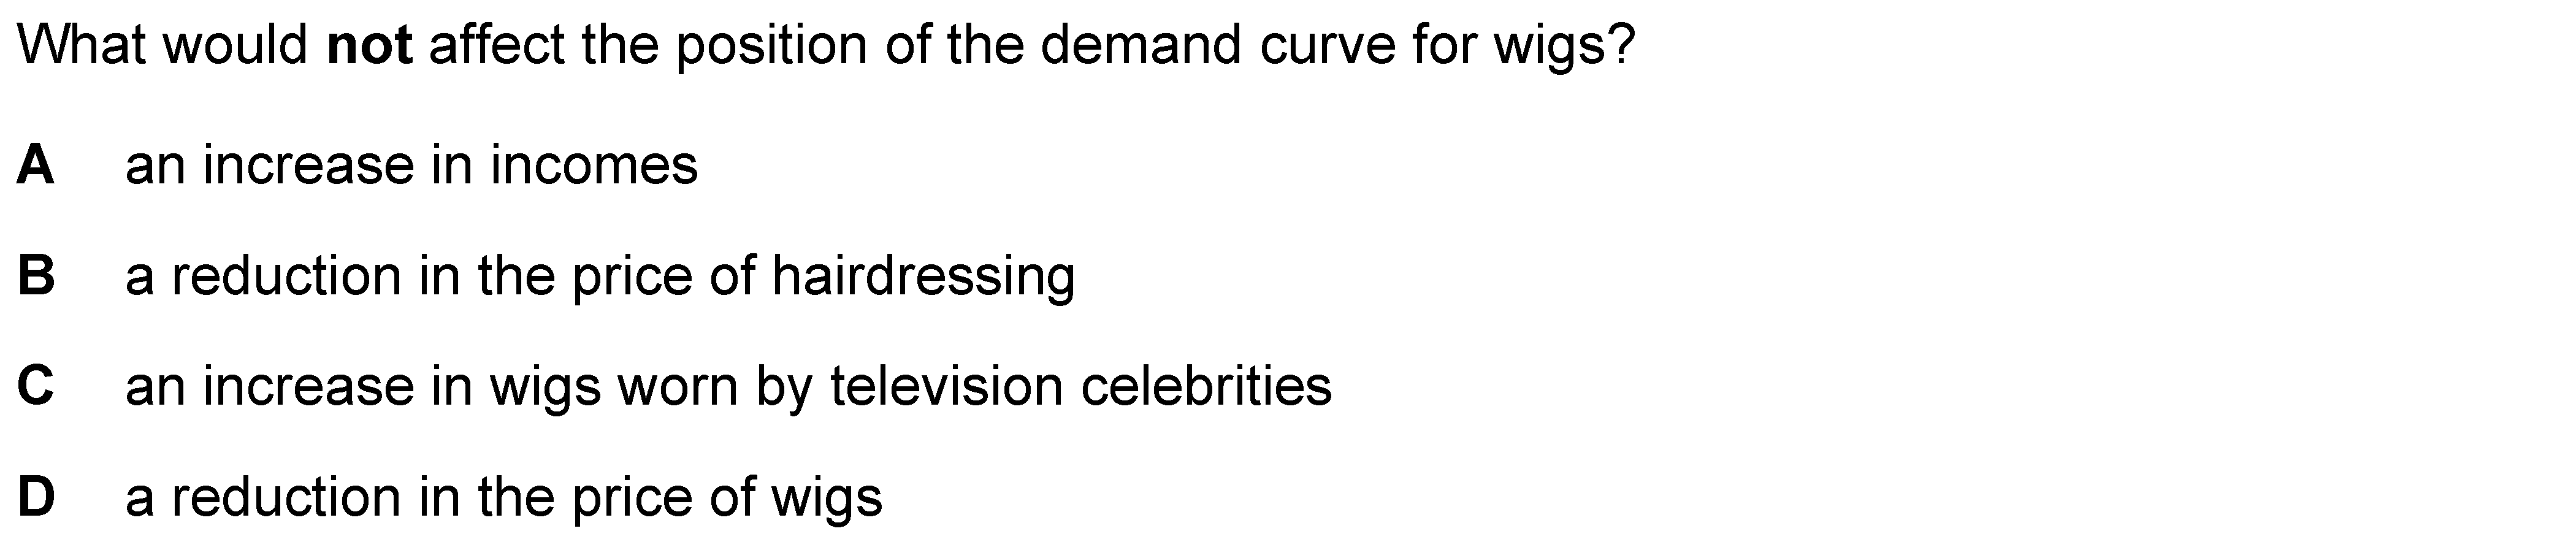 What would not affect the position of the demand curve for wigs?
A an increase in incomes
B a reduction in the price of hairdressing
C an increase in wigs worn by television celebrities
D a reduction in the price of wigs